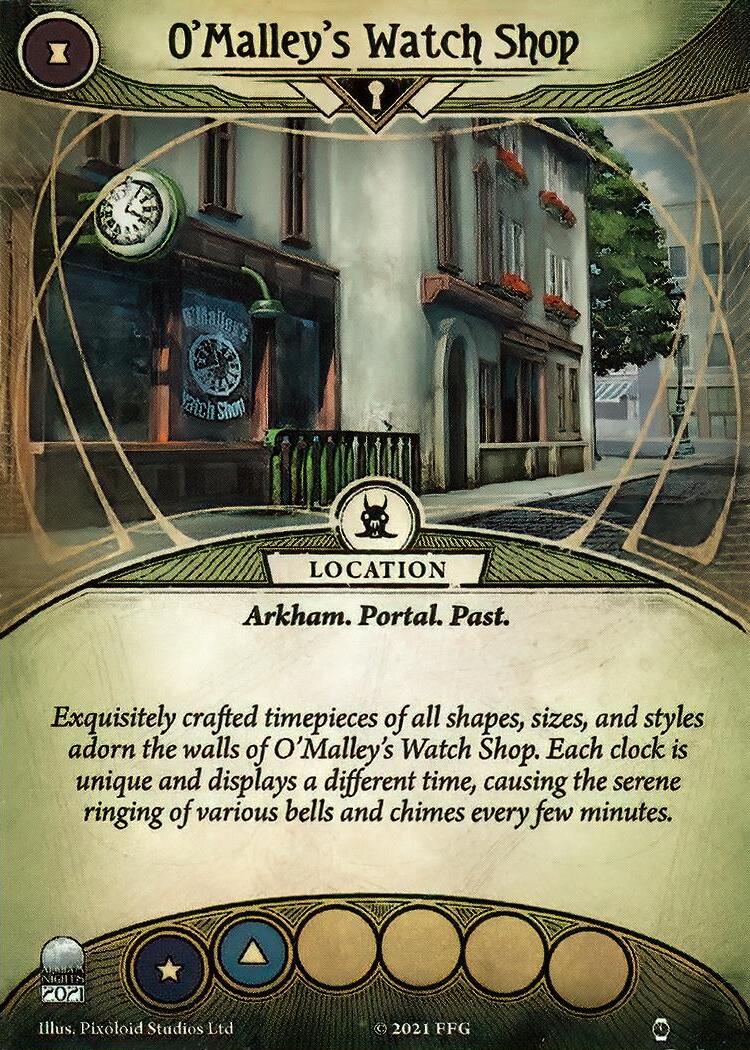 O'Malley's Watch Shop
O'Malley's
Watch Shop
LOCATION
Arkham. Portal. Past.
Exquisitely crafted timepieces of all shapes, sizes, and styles
adorn the walls of O'Malley's Watch Shop. Each clock is
unique and displays a different time, causing the serene
ringing of various bells and chimes every few minutes.
ARKHAM
NIGHTS
2021
Illus. Pixoloid Studios Ltd
© 2021 FFG